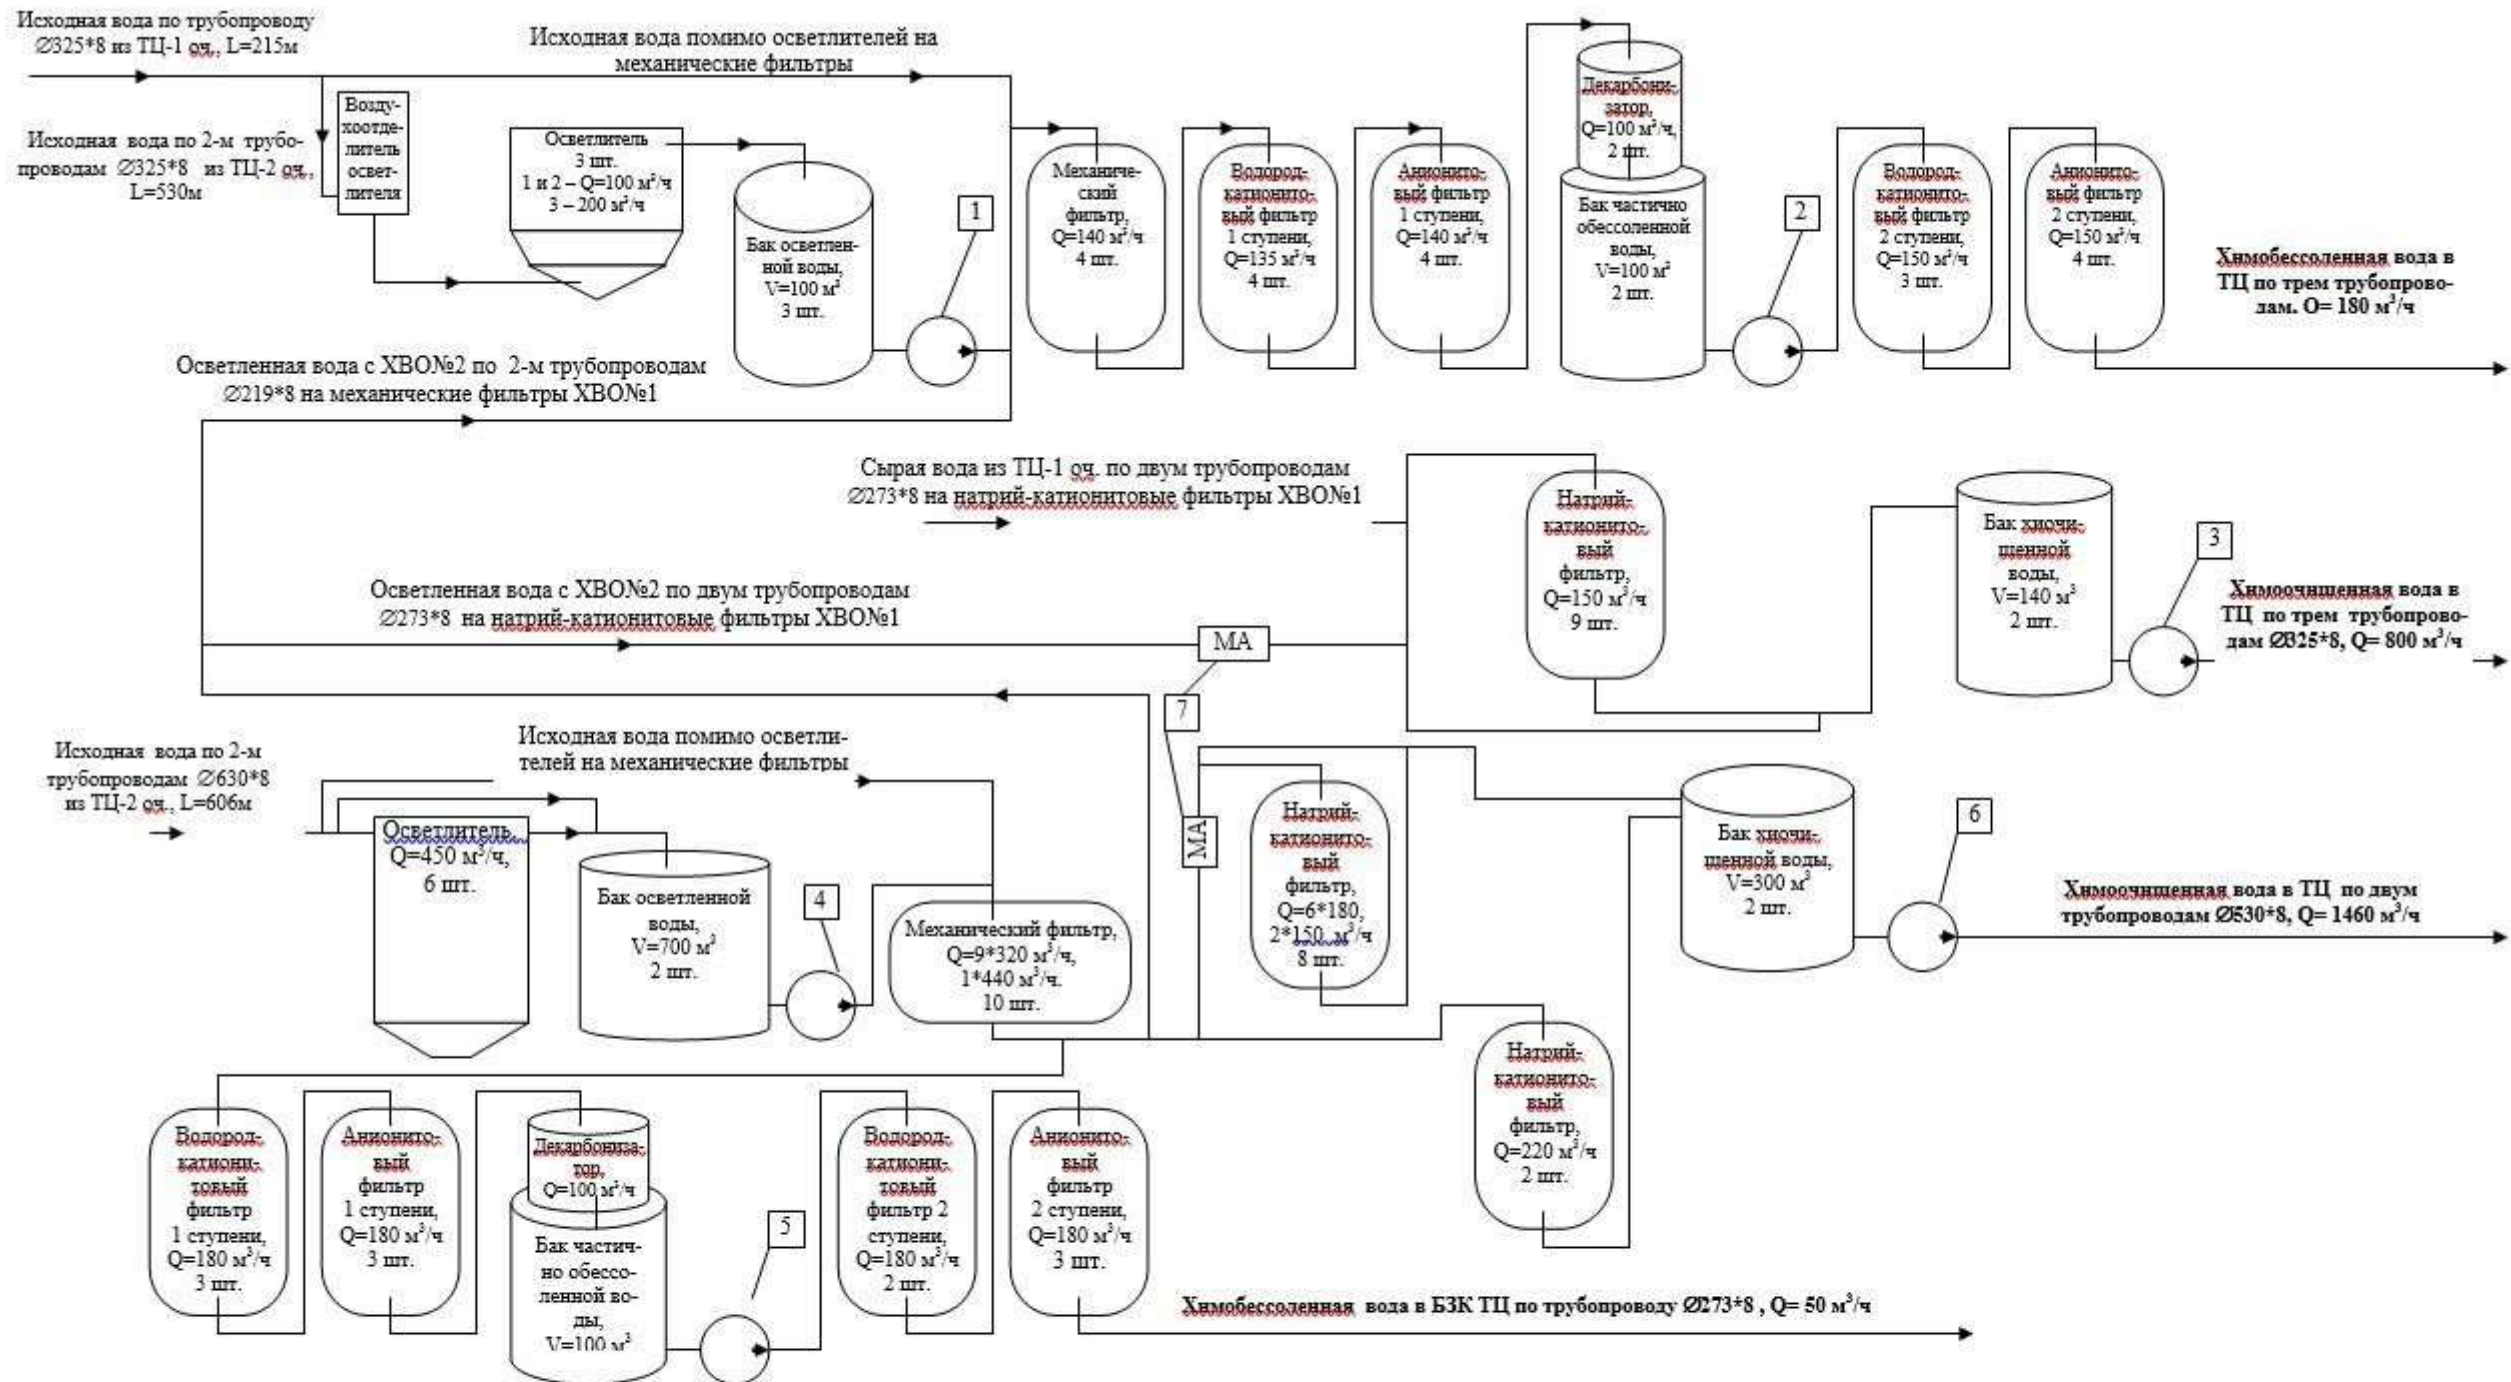 Исходная вода по трубопроводу
∅325*8 из ТЦ-1 оч., L=215м
Исходная вода помимо осветлителей на
механические фильтры
Исходная вода по 2-м трубо-
проводам ∅325*8 из ТЦ-2 оч.,
L=530м
Возду-
хоотде-
литель
освет-
лителя
Осветлитель
3 шт.
1 и 2 – Q=100 м³/ч
3 – 200 м³/ч
Бак осветлен-
ной воды,
V=100 м³
3 шт.
1
Механиче-
ский
фильтр,
Q=140 м³/ч
4 шт.
Водород-
катионито-
вый фильтр
1 ступени,
Q=135 м³/ч
4 шт.
Анионито-
вый фильтр
1 ступени,
Q=140 м³/ч
4 шт.
Декарбони-
затор,
Q=100 м³/ч,
2 шт.
Бак частично
обессоленной
воды,
V=100 м³
2 шт.
2
Водород-
катионито-
вый фильтр
2 ступени,
Q=150 м³/ч
3 шт.
Анионито-
вый фильтр
2 ступени,
Q=150 м³/ч
4 шт.
Химобессоленная вода в
ТЦ по трем трубопрово-
дам. Q= 180 м³/ч
Осветленная вода с ХВО№2 по 2-м трубопроводам
∅219*8 на механические фильтры ХВО№1
Сырая вода из ТЦ-1 оч. по двум трубопроводам
∅273*8 на натрий-катионитовые фильтры ХВО№1
Натрий-
катионито-
вый
фильтр,
Q=150 м³/ч
9 шт.
Бак хиочи-
щенной
воды,
V=140 м³
2 шт.
3
Химоочищенная вода в
ТЦ по трем трубопрово-
дам ∅325*8, Q= 800 м³/ч
Осветленная вода с ХВО№2 по двум трубопроводам
∅273*8 на натрий-катионитовые фильтры ХВО№1
МА
7
МА
Исходная вода по 2-м
трубопроводам ∅630*8
из ТЦ-2 оч., L=606м
Исходная вода помимо осветли-
телей на механические фильтры
Осветлитель,
Q=450 м³/ч,
6 шт.
Бак осветленной
воды,
V=700 м³
2 шт.
4
Механический фильтр,
Q=9*320 м³/ч,
1*440 м³/ч.
10 шт.
Натрий-
катионито-
вый
фильтр,
Q=6*180,
2*150 м³/ч
8 шт.
Бак хиочи-
щенной воды,
V=300 м³
2 шт.
6
Химоочищенная вода в ТЦ по двум
трубопроводам ∅530*8, Q= 1460 м³/ч
Натрий-
катионито-
вый
фильтр,
Q=220 м³/ч
2 шт.
Водород-
катиони-
товый
фильтр
1 ступени,
Q=180 м³/ч
3 шт.
Анионито-
вый
фильтр
1 ступени,
Q=180 м³/ч
3 шт.
Декарбониза-
тор,
Q=100 м³/ч
Бак частич-
но обессо-
ленной во-
ды,
V=100 м³
5
Водород-
катиони-
товый
фильтр 2
ступени,
Q=180 м³/ч
2 шт.
Анионито-
вый
фильтр
2 ступени,
Q=180 м³/ч
3 шт.
Химобессоленная вода в БЗК ТЦ по трубопроводу ∅273*8 , Q= 50 м³/ч